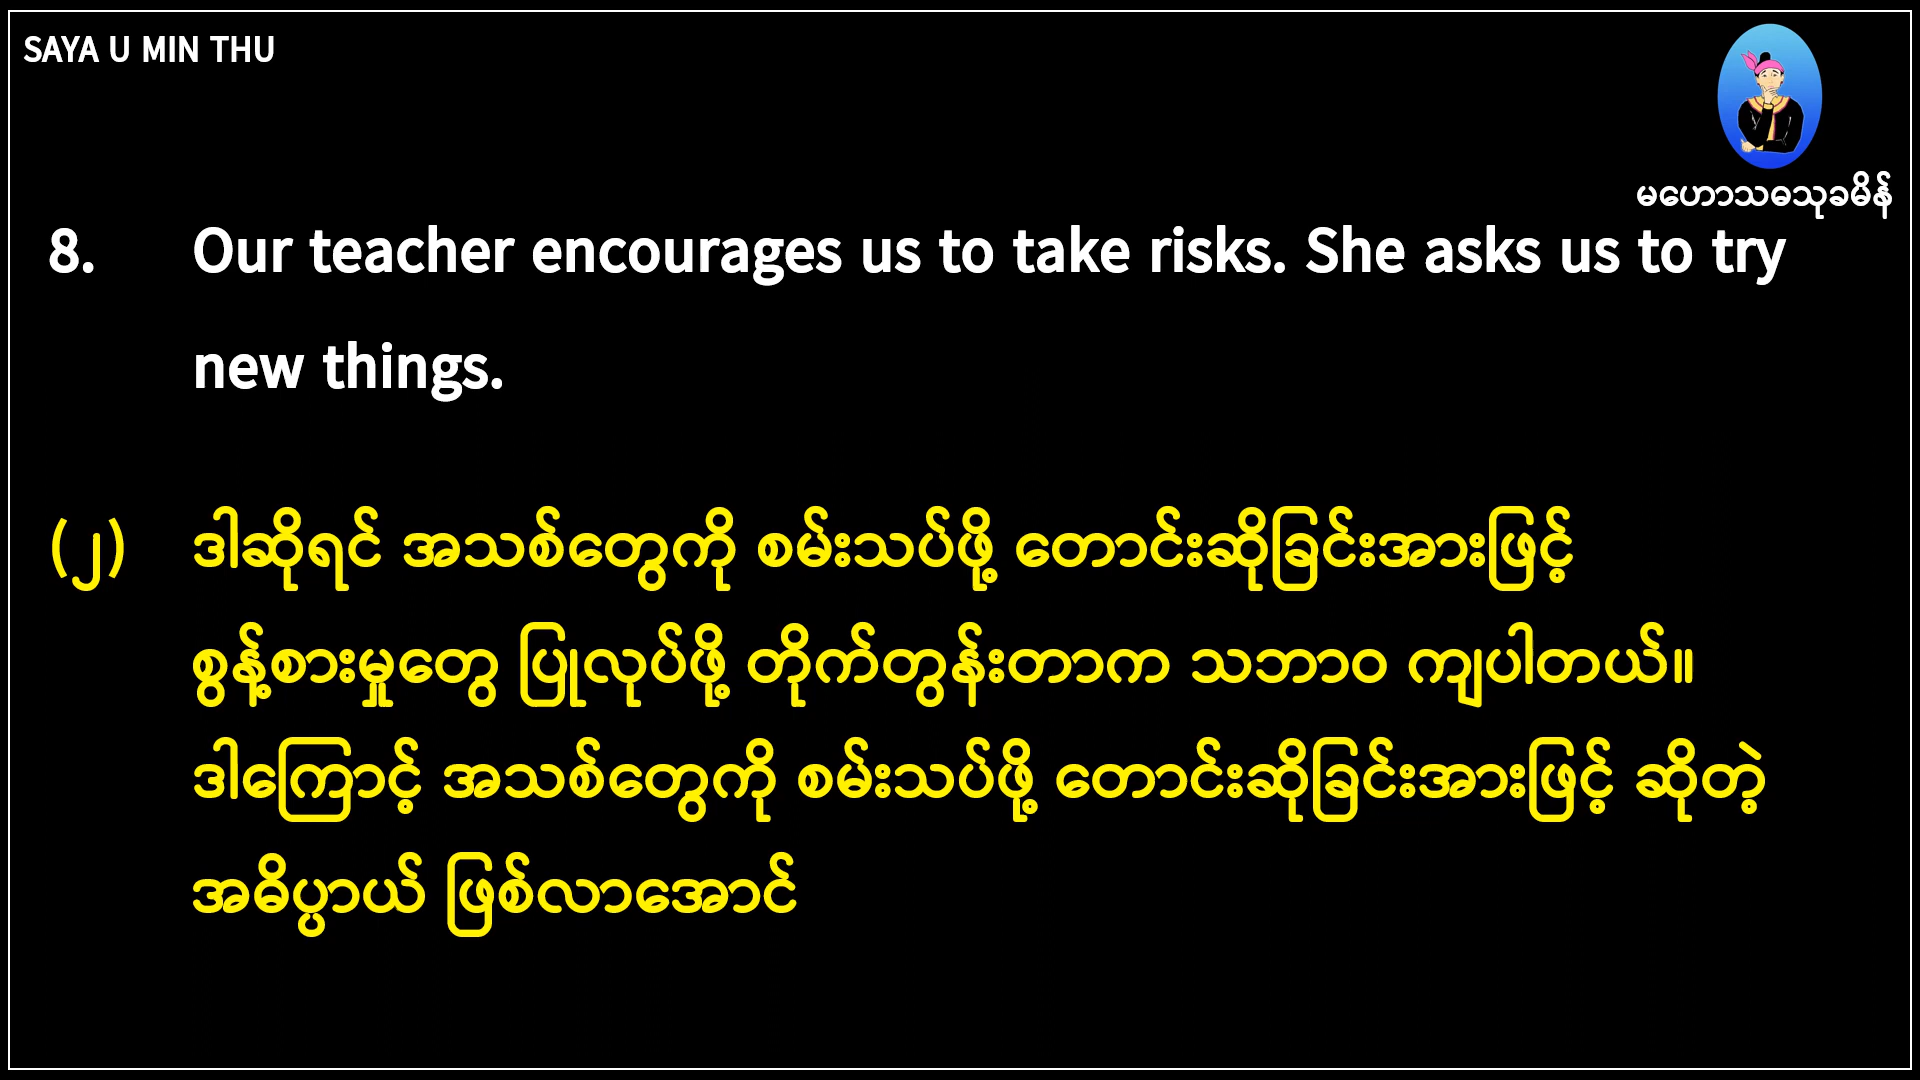 SAYA U MIN THU
မဟောသဓသုခမိန်
8. Our teacher encourages us to take risks. She asks us to try
new things.
(၂) ဒါဆိုရင် အသစ်တွေကို စမ်းသပ်ဖို့ တောင်းဆိုခြင်းအားဖြင့်
စွန့်စားမှုတွေ ပြုလုပ်ဖို့ တိုက်တွန်းတာက သဘာဝ ကျပါတယ်။
ဒါကြောင့် အသစ်တွေကို စမ်းသပ်ဖို့ တောင်းဆိုခြင်းအားဖြင့် ဆိုတဲ့
အဓိပ္ပာယ် ဖြစ်လာအောင်